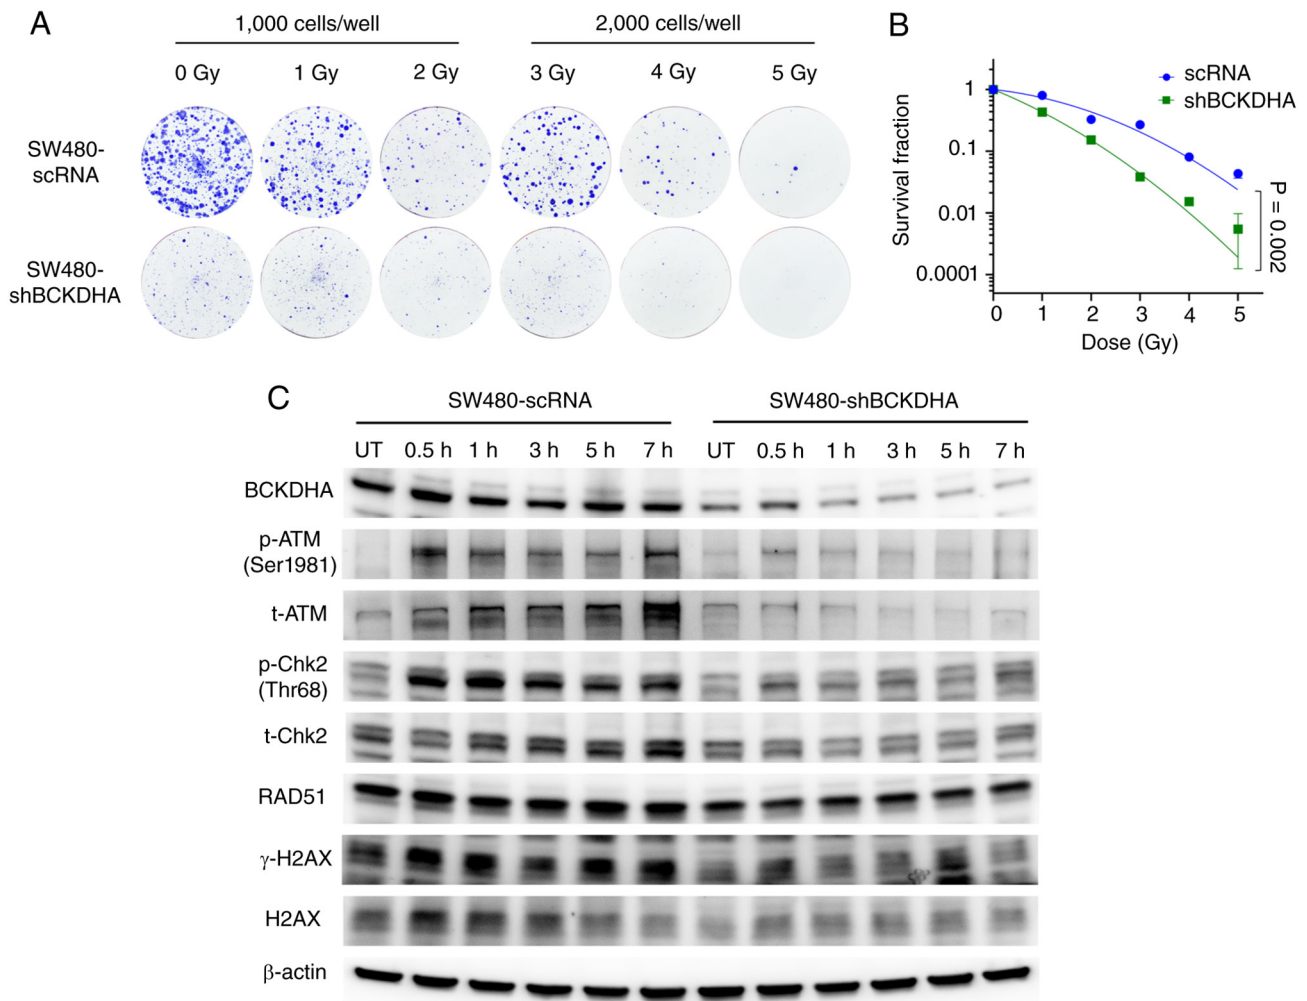 A
1,000 cells/well
2,000 cells/well
0 Gy
1 Gy
2 Gy
3 Gy
4 Gy
5 Gy
SW480-
scRNA
SW480-
shBCKDHA
B
scRNA
shBCKDHA
Survival fraction
1
0.1
0.01
0.0001
0
1
2
3
4
5
Dose (Gy)
P = 0.002
C
SW480-scRNA
SW480-shBCKDHA
UT 0.5 h 1 h 3 h 5 h 7 h UT 0.5 h 1 h 3 h 5 h 7 h
BCKDHA
p-ATM
(Ser1981)
t-ATM
p-Chk2
(Thr68)
t-Chk2
RAD51
γ-H2AX
H2AX
β-actin